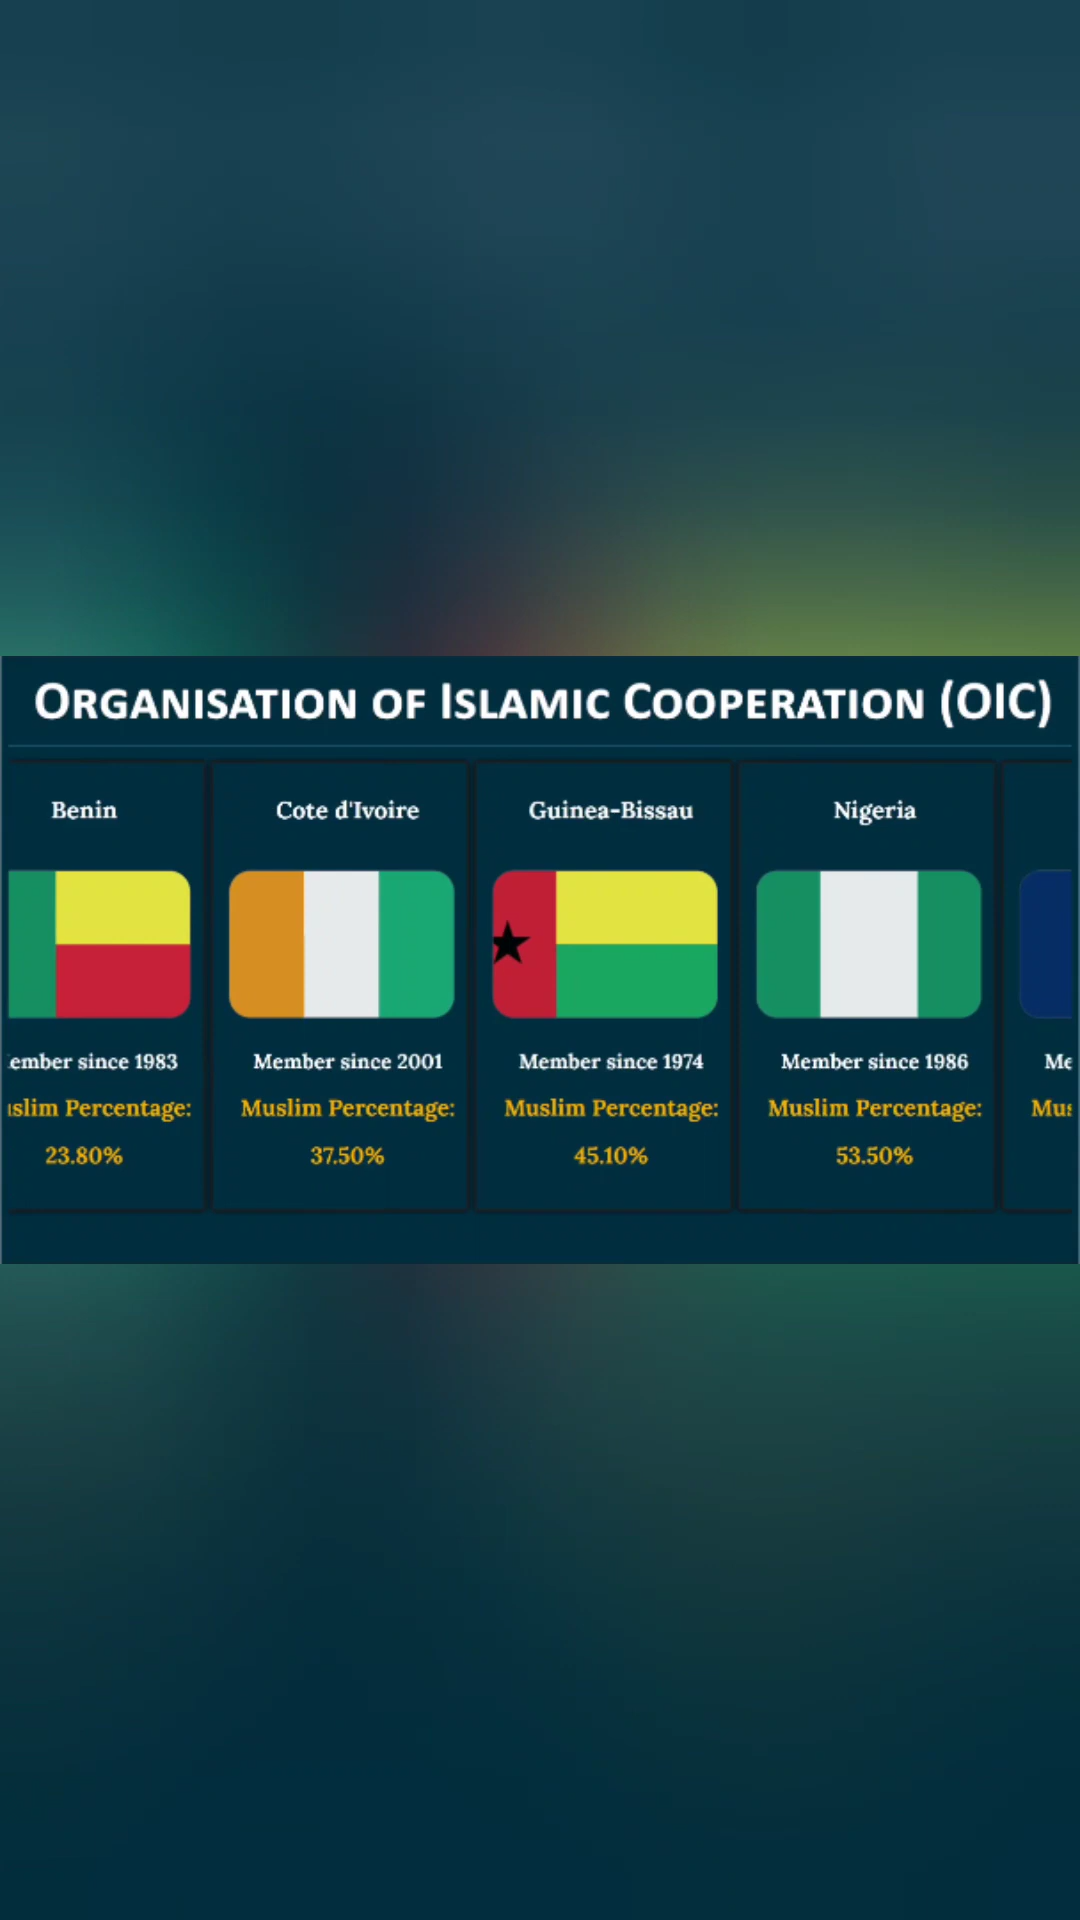 ORGANISATION OF ISLAMIC COOPERATION (OIC)
Benin
Cote d'Ivoire
Guinea-Bissau
Nigeria
ember since 1983
Member since 2001
Member since 1974
Member since 1986
Me
slim Percentage:
Muslim Percentage:
Muslim Percentage:
Muslim Percentage:
Mus
23.80%
37.50%
45.10%
53.50%